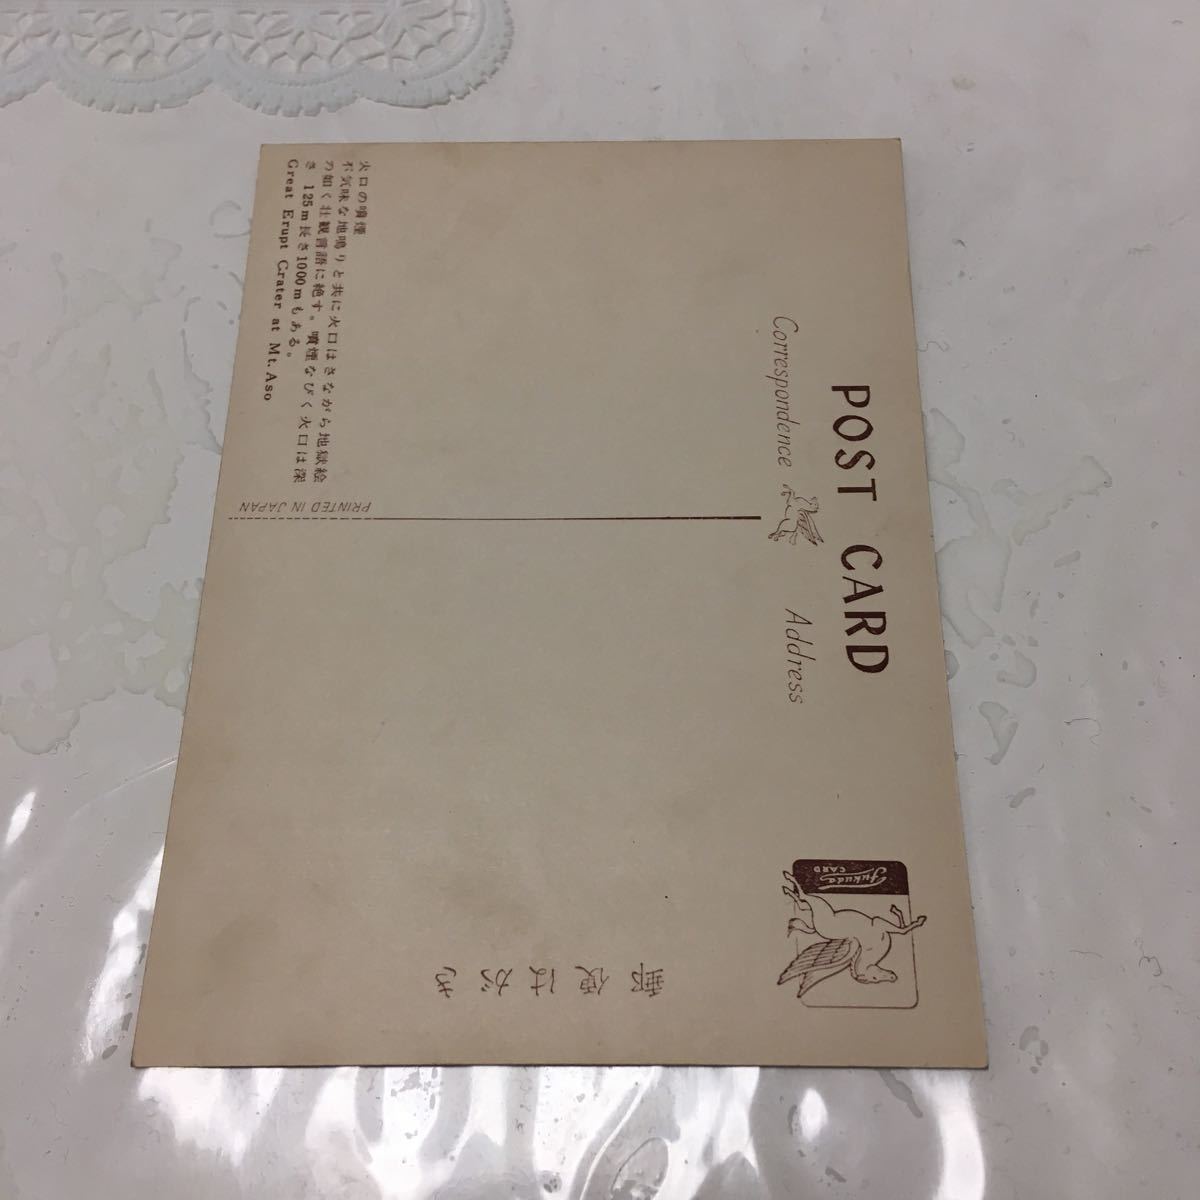 POST CARD
Correspondence
Address
Fukuda
CARD
郵便はがき
火口の噴煙
不気味な地鳴りと共に火口はさながら地獄絵
の如く壮観言語に絶す。噴煙なびく火口は深
さ 125m長さ1000mもある。
Great Erupt Crater at Mt. Aso
PRINTED IN JAPAN